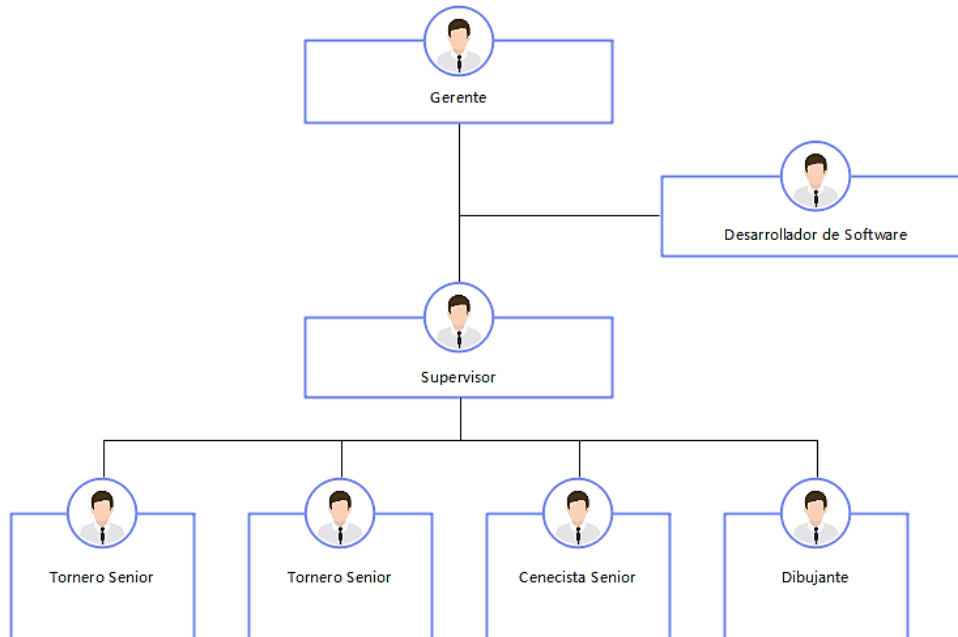 Gerente
Desarrollador de Software
Supervisor
Tornero Senior
Tornero Senior
Cenecista Senior
Dibujante